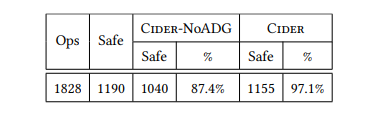 Ops Safe CIDER-NOADG CIDER
Safe % Safe %
1828 1190 1040 87.4% 1155 97.1%